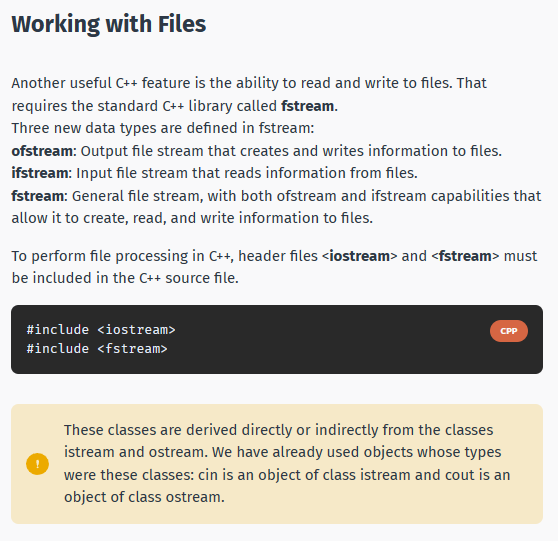 Working with Files
Another useful C++ feature is the ability to read and write to files. That
requires the standard C++ library called fstream.
Three new data types are defined in fstream:
ofstream: Output file stream that creates and writes information to files.
ifstream: Input file stream that reads information from files.
fstream: General file stream, with both ofstream and ifstream capabilities that
allow it to create, read, and write information to files.
To perform file processing in C++, header files <iostream> and <fstream> must
be included in the C++ source file.
#include <iostream>
CPP
#include <fstream>
These classes are derived directly or indirectly from the classes
istream and ostream. We have already used objects whose types
were these classes: cin is an object of class istream and cout is an
object of class ostream.